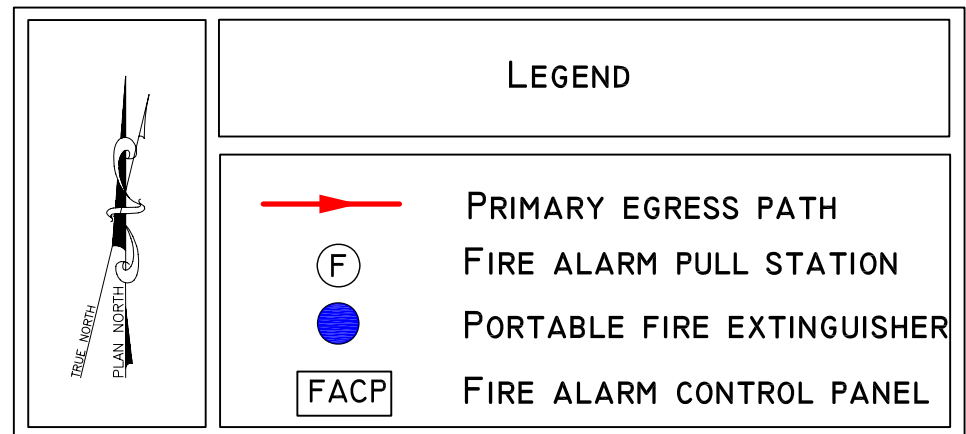 LEGEND
TRUE NORTH
PLAN NORTH
PRIMARY EGRESS PATH
F FIRE ALARM PULL STATION
PORTABLE FIRE EXTINGUISHER
FACP FIRE ALARM CONTROL PANEL